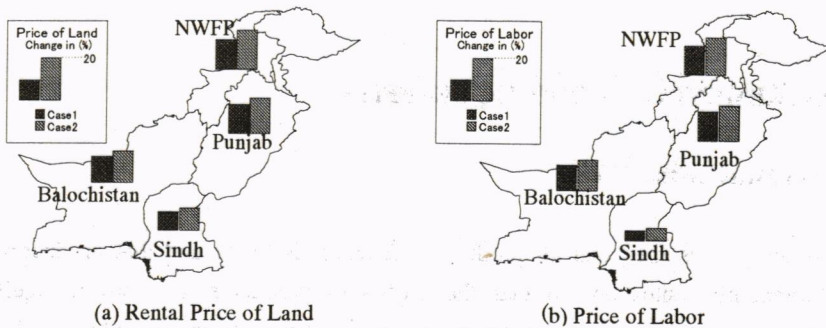 Price of Land
Change in (%)
20
Case1
Case2
NWFP
Punjab
Balochistan
Sindh
(a) Rental Price of Land
Price of Labor
Change in (%)
20
Case1
Case2
NWFP
Punjab
Balochistan
Sindh
(b) Price of Labor